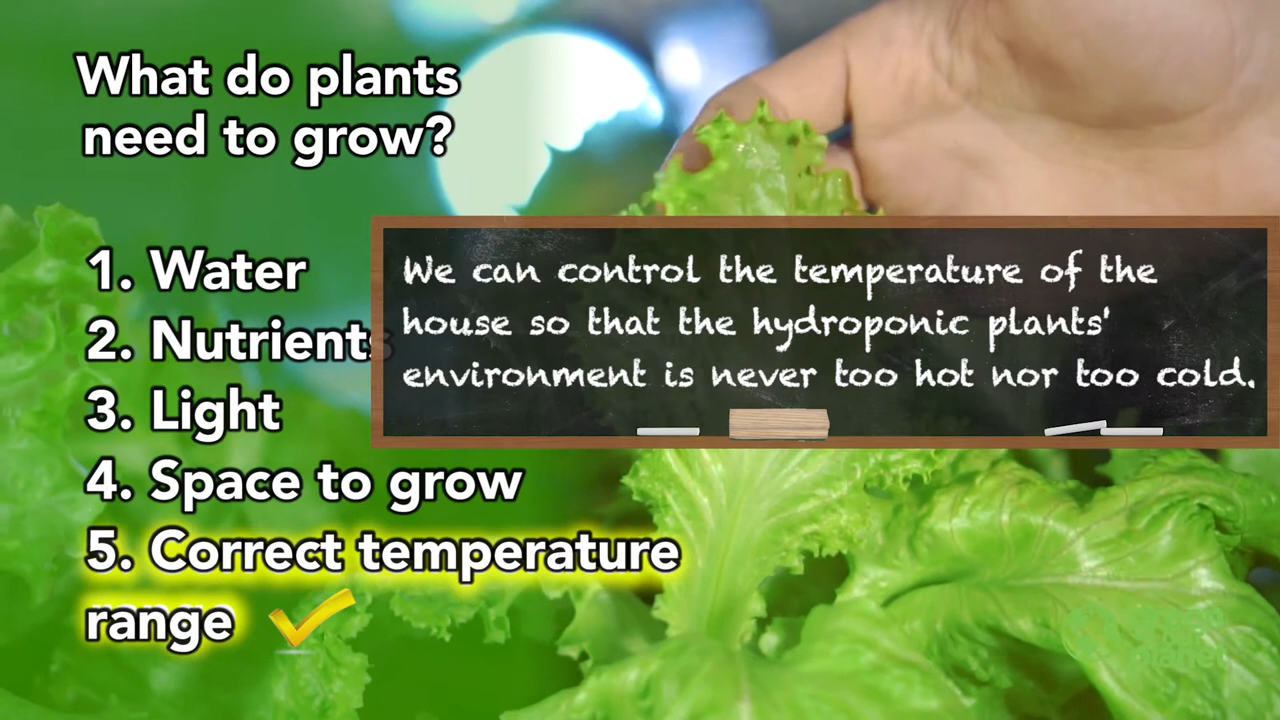 What do plants
need to grow?
1. Water
2. Nutrients
3. Light
4. Space to grow
5. Correct temperature
range
We can control the temperature of the
house so that the hydroponic plants'
environment is never too hot nor too cold.